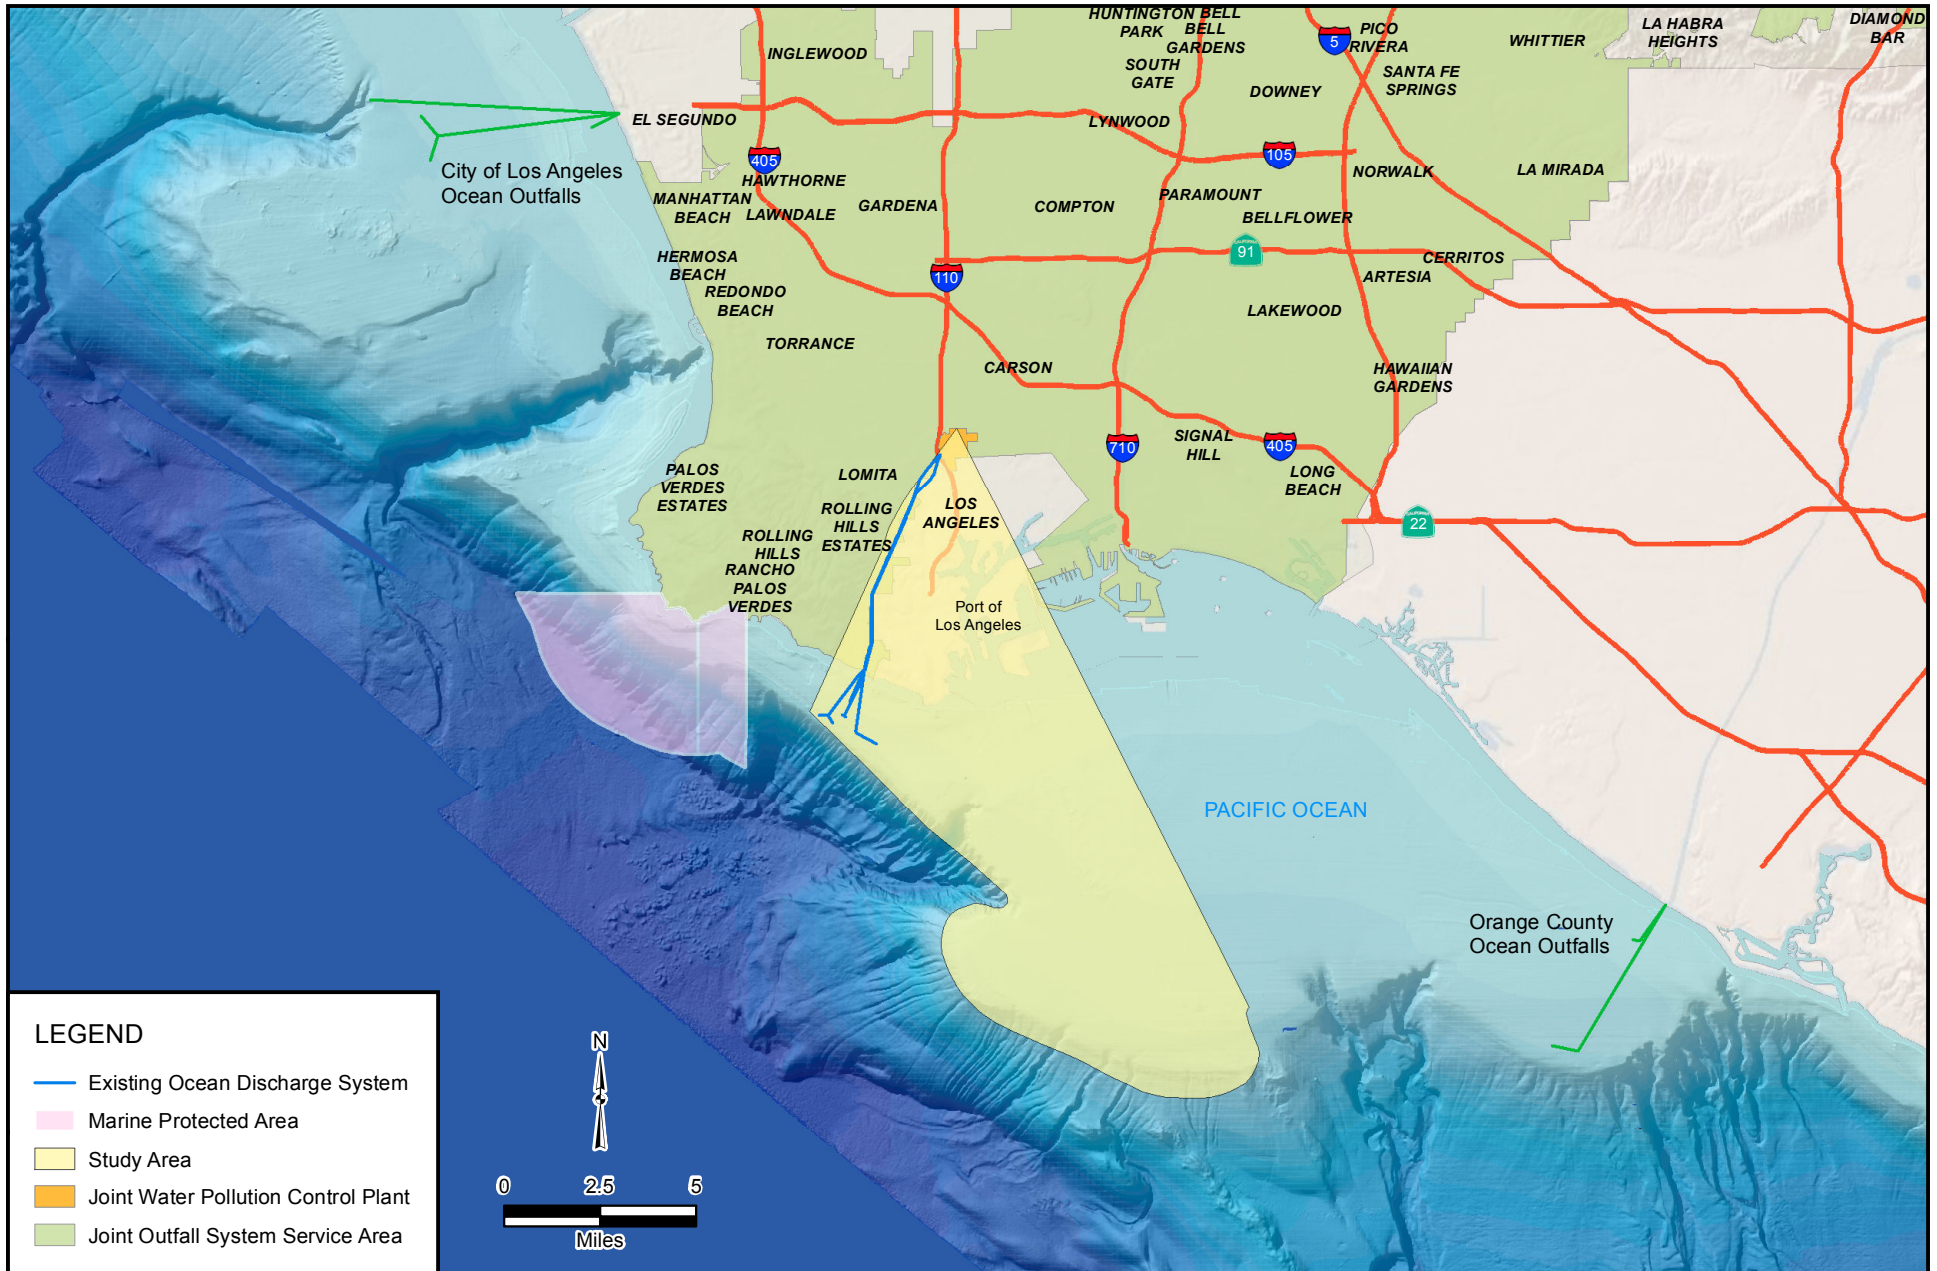 HUNTINGTON
PARK
BELL
BELL
GARDENS
SOUTH
GATE
5
PICO
RIVERA
WHITTIER
LA HABRA
HEIGHTS
DIAMOND
BAR
INGLEWOOD
SANTA FE
SPRINGS
DOWNEY
EL SEGUNDO
LYNWOOD
405
105
City of Los Angeles
Ocean Outfalls
HAWTHORNE
NORWALK
LA MIRADA
MANHATTAN
BEACH
LAWNDALE
GARDENA
COMPTON
PARAMOUNT
BELLFLOWER
CALIFORNIA
91
HERMOSA
BEACH
CERRITOS
110
ARTESIA
REDONDO
BEACH
LAKEWOOD
TORRANCE
CARSON
HAWAIIAN
GARDENS
710
SIGNAL
HILL
405
LONG
BEACH
PALOS
VERDES
ESTATES
LOMITA
LOS
ANGELES
ROLLING
HILLS
ESTATES
CALIFORNIA
22
ROLLING
HILLS
RANCHO
PALOS
VERDES
Port of
Los Angeles
PACIFIC OCEAN
Orange County
Ocean Outfalls
LEGEND
Existing Ocean Discharge System
Marine Protected Area
Study Area
Joint Water Pollution Control Plant
Joint Outfall System Service Area
N
0 2.5 5
Miles